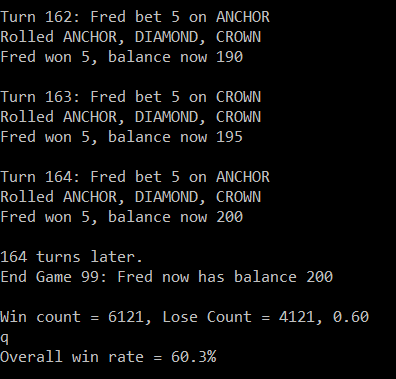 Turn 162: Fred bet 5 on ANCHOR
Rolled ANCHOR, DIAMOND, CROWN
Fred won 5, balance now 190
Turn 163: Fred bet 5 on CROWN
Rolled ANCHOR, DIAMOND, CROWN
Fred won 5, balance now 195
Turn 164: Fred bet 5 on ANCHOR
Rolled ANCHOR, DIAMOND, CROWN
Fred won 5, balance now 200
164 turns later.
End Game 99: Fred now has balance 200
Win count = 6121, Lose Count = 4121, 0.60
q
Overall win rate = 60.3%